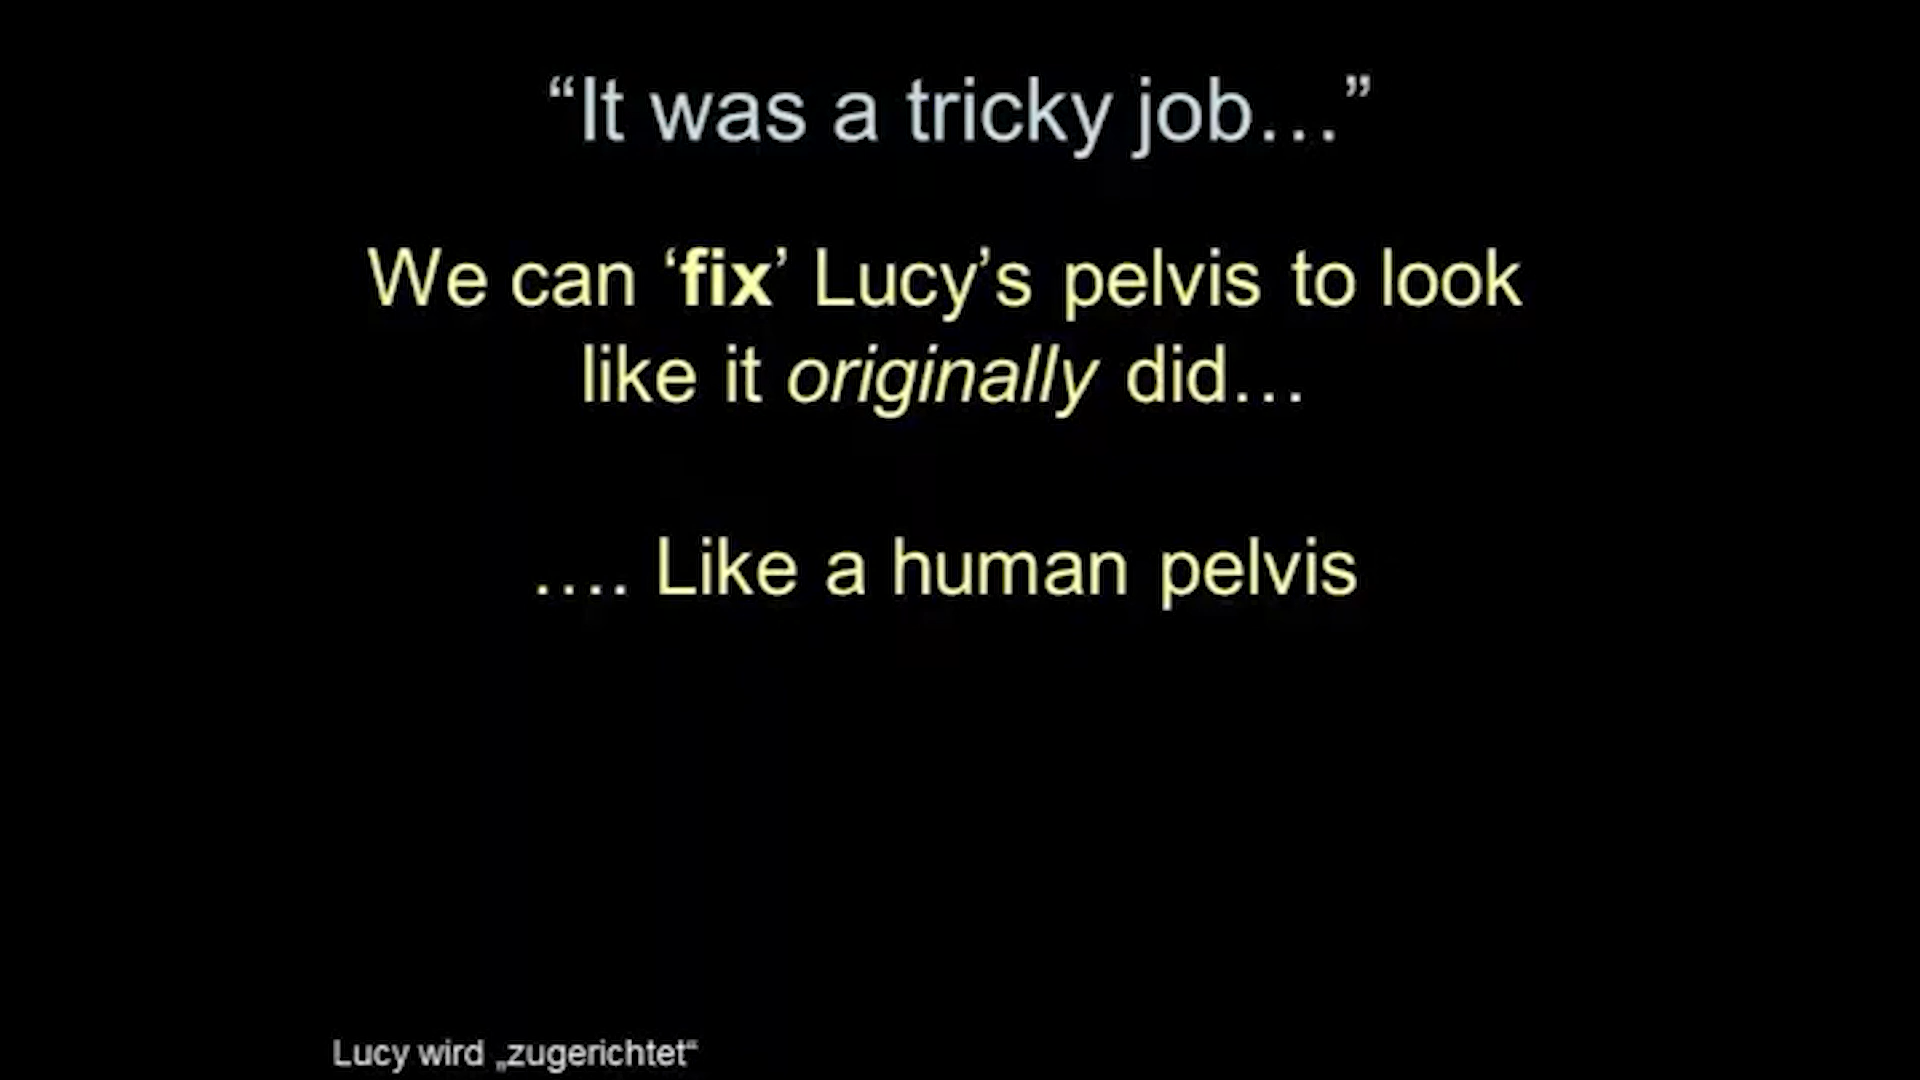 “It was a tricky job…”
We can ‘fix’ Lucy’s pelvis to look
like it originally did…
…. Like a human pelvis
Lucy wird „zugerichtet“